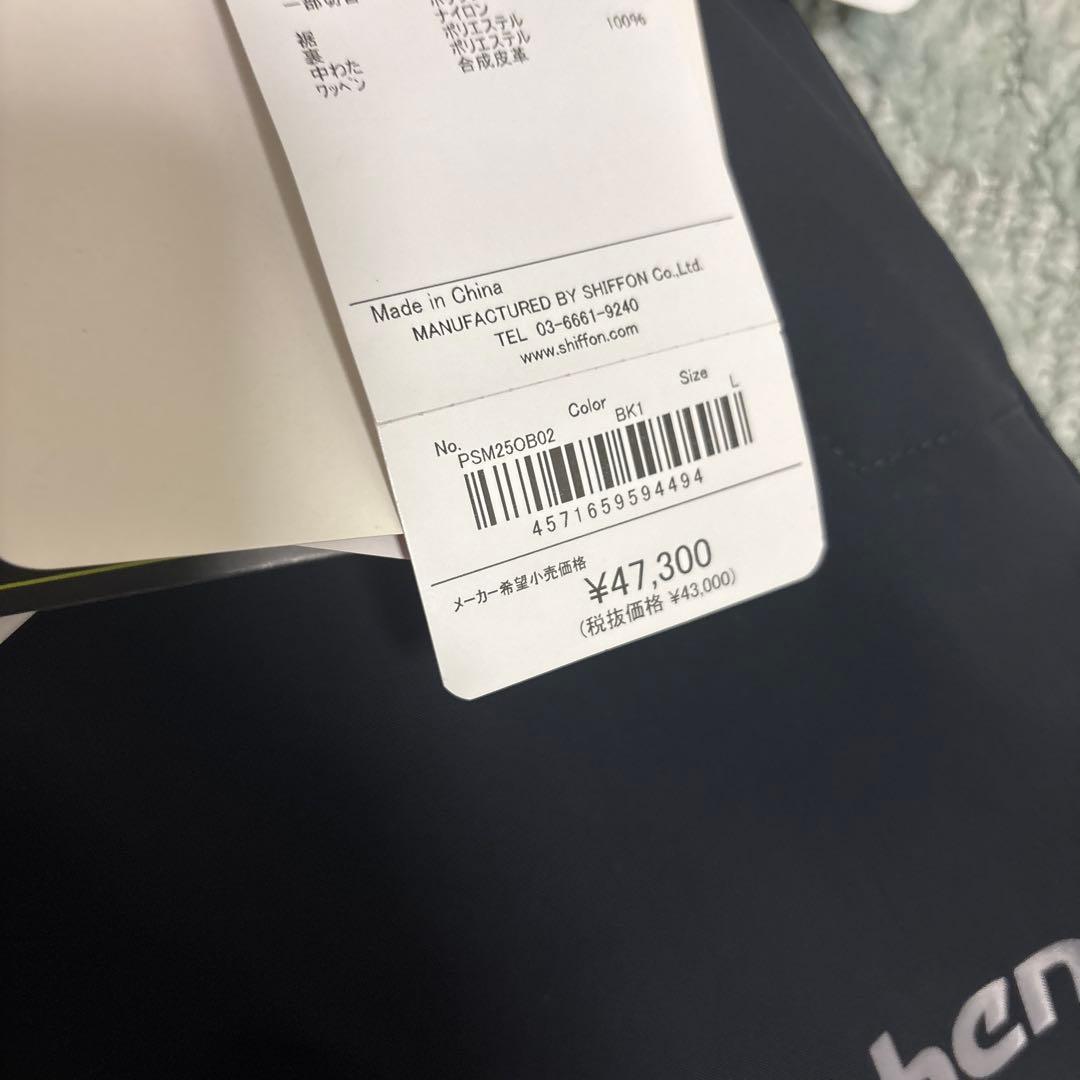 ナイロン
裾 ポリエステル 100%
裏 ポリエステル
中わた 合成皮革
ワッペン
Made in China
MANUFACTURED BY SHIFFON Co.,Ltd.
TEL 03-6661-9240
www.shiffon.com
No. Color Size
PSM25OB02 BK1 L
4571659594494
メーカー希望小売価格 ¥47,300
(税抜価格 ¥43,000)